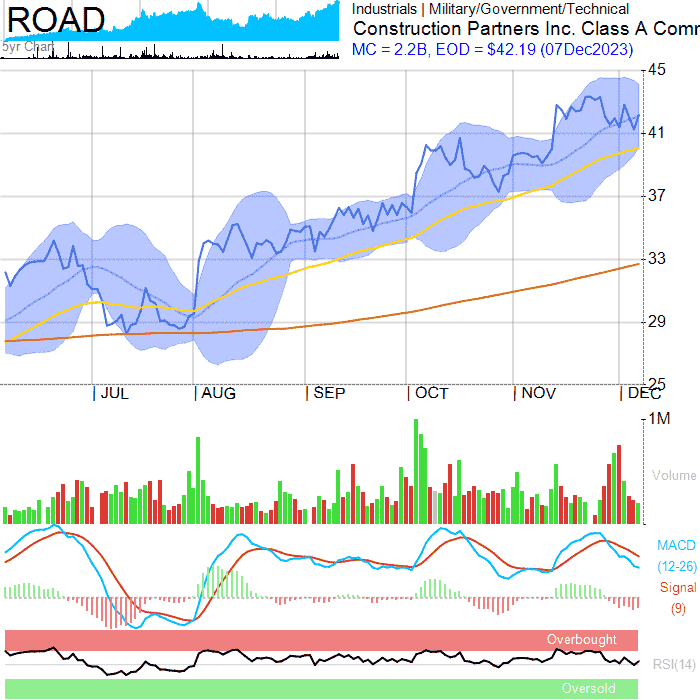 ROAD
5yr Chart
Industrials | Military/Government/Technical
Construction Partners Inc. Class A Comm
MC = 2.2B, EOD = $42.19 (07Dec2023)
45
41
37
33
29
25
JUL AUG SEP OCT NOV DEC
1M
Volume
MACD
(12-26)
Signal
(9)
Overbought
RSI(14)
Oversold